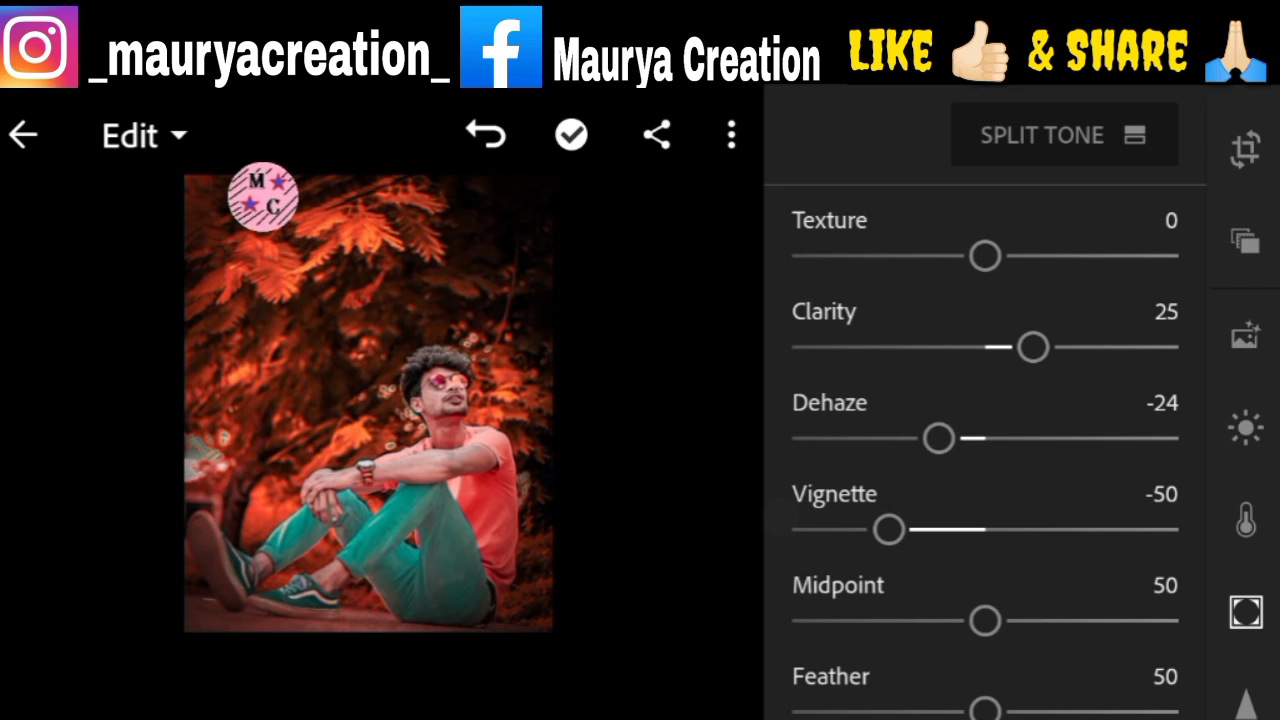 _mauryacreation_ Maurya Creation LIKE & SHARE
Edit
SPLIT TONE
M
C
Texture 0
Clarity 25
Dehaze -24
Vignette -50
Midpoint 50
Feather 50